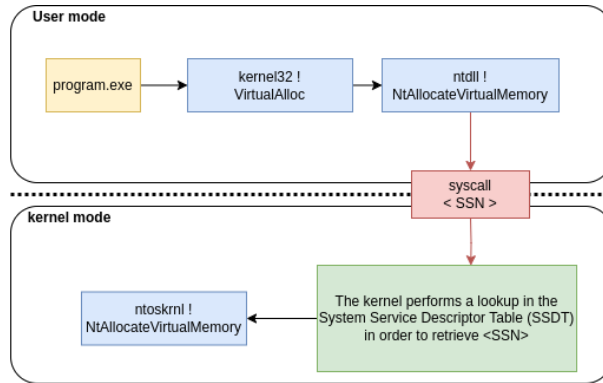 User mode
program.exe
kernel32 !
VirtualAlloc
ntdll !
NtAllocateVirtualMemory
syscall
< SSN >
kernel mode
The kernel performs a lookup in the
System Service Descriptor Table (SSDT)
in order to retrieve <SSN>
ntoskrnl !
NtAllocateVirtualMemory